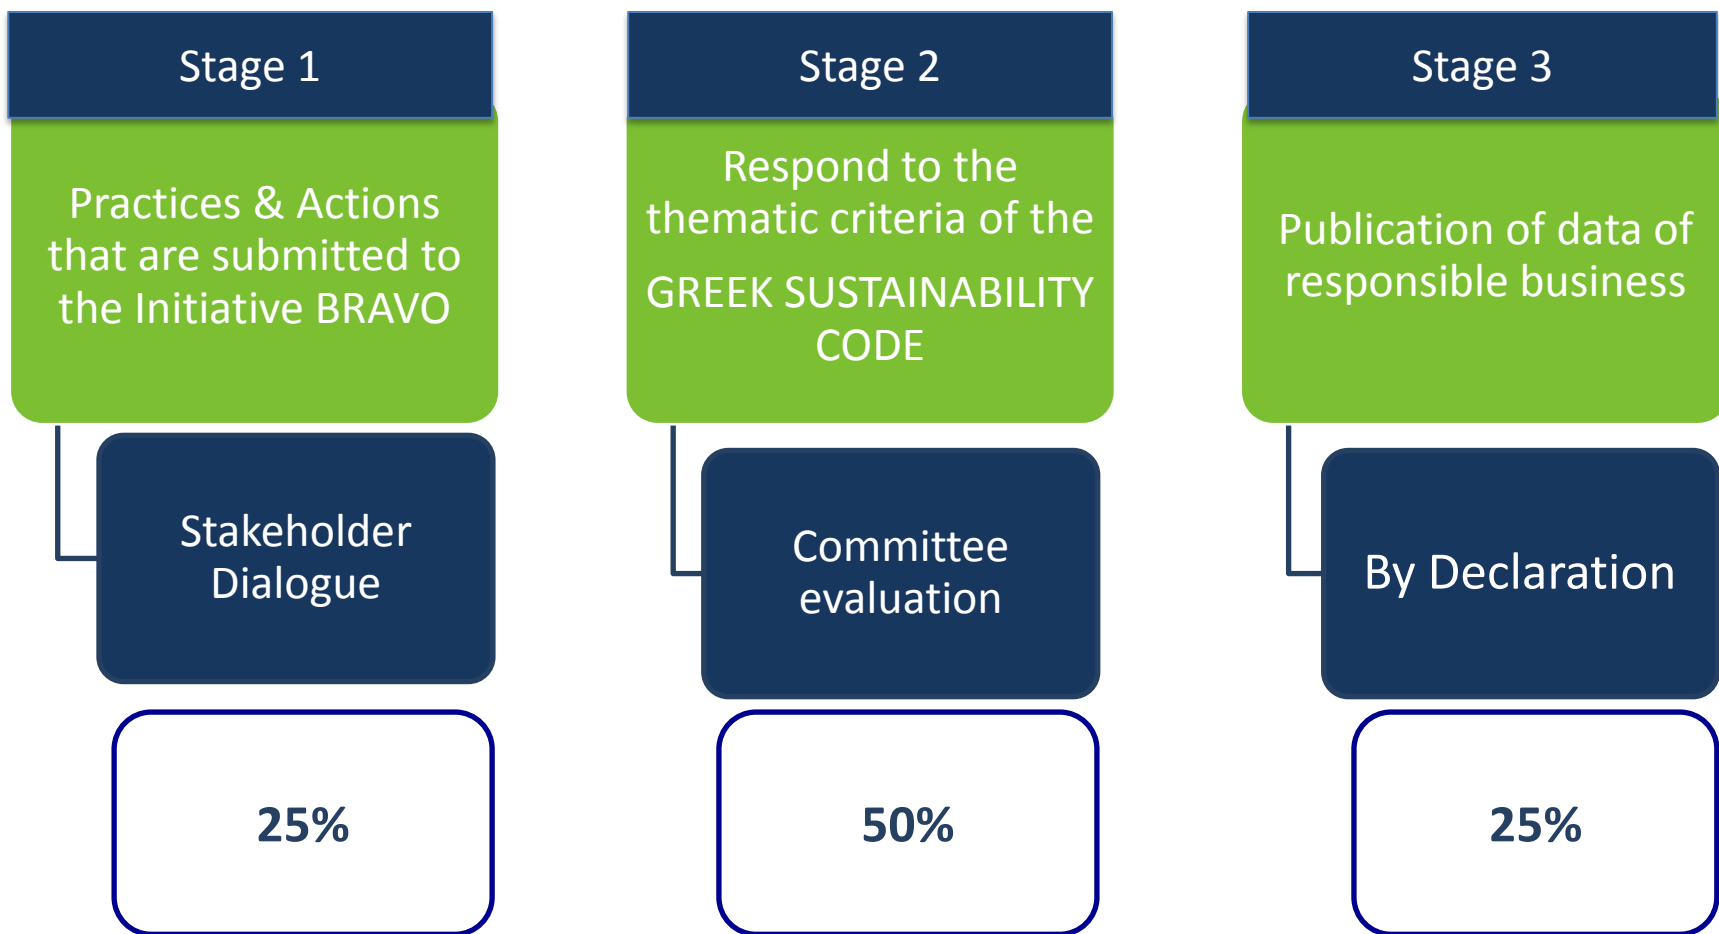 Stage 1
Practices & Actions
that are submitted to
the Initiative BRAVO
Stakeholder
Dialogue
25%
Stage 2
Respond to the
thematic criteria of the
GREEK SUSTAINABILITY
CODE
Committee
evaluation
50%
Stage 3
Publication of data of
responsible business
By Declaration
25%